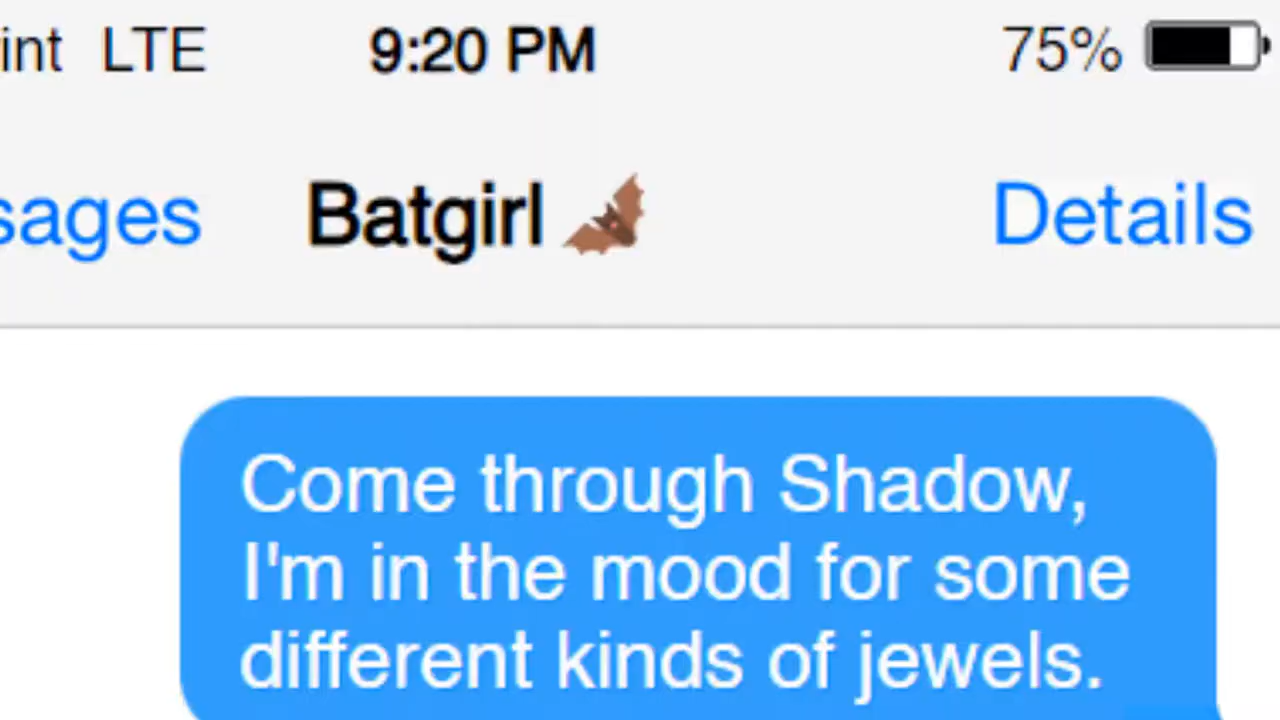 int LTE 9:20 PM 75%
sages Batgirl 🦇 Details
Come through Shadow,
I'm in the mood for some
different kinds of jewels.